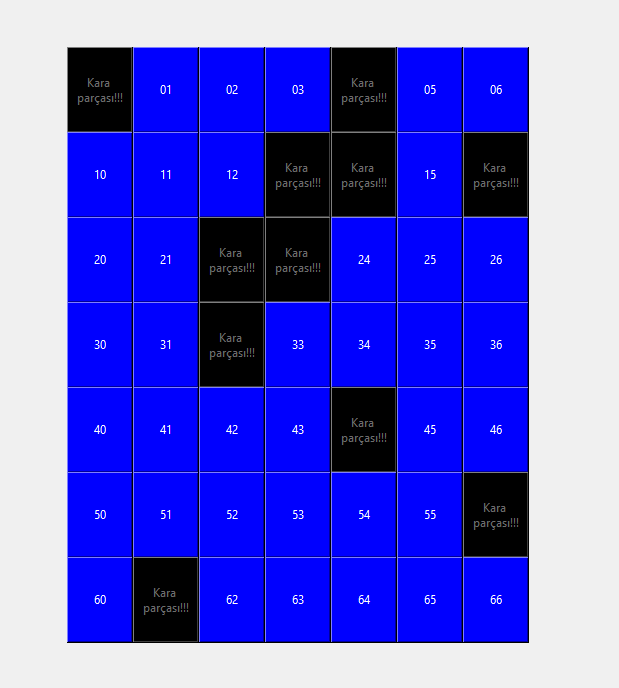 Kara parçası!!! 01 02 03 Kara parçası!!! 05 06
10 11 12 Kara parçası!!! Kara parçası!!! 15 Kara parçası!!!
20 21 Kara parçası!!! Kara parçası!!! 24 25 26
30 31 Kara parçası!!! 33 34 35 36
40 41 42 43 Kara parçası!!! 45 46
50 51 52 53 54 55 Kara parçası!!!
60 Kara parçası!!! 62 63 64 65 66